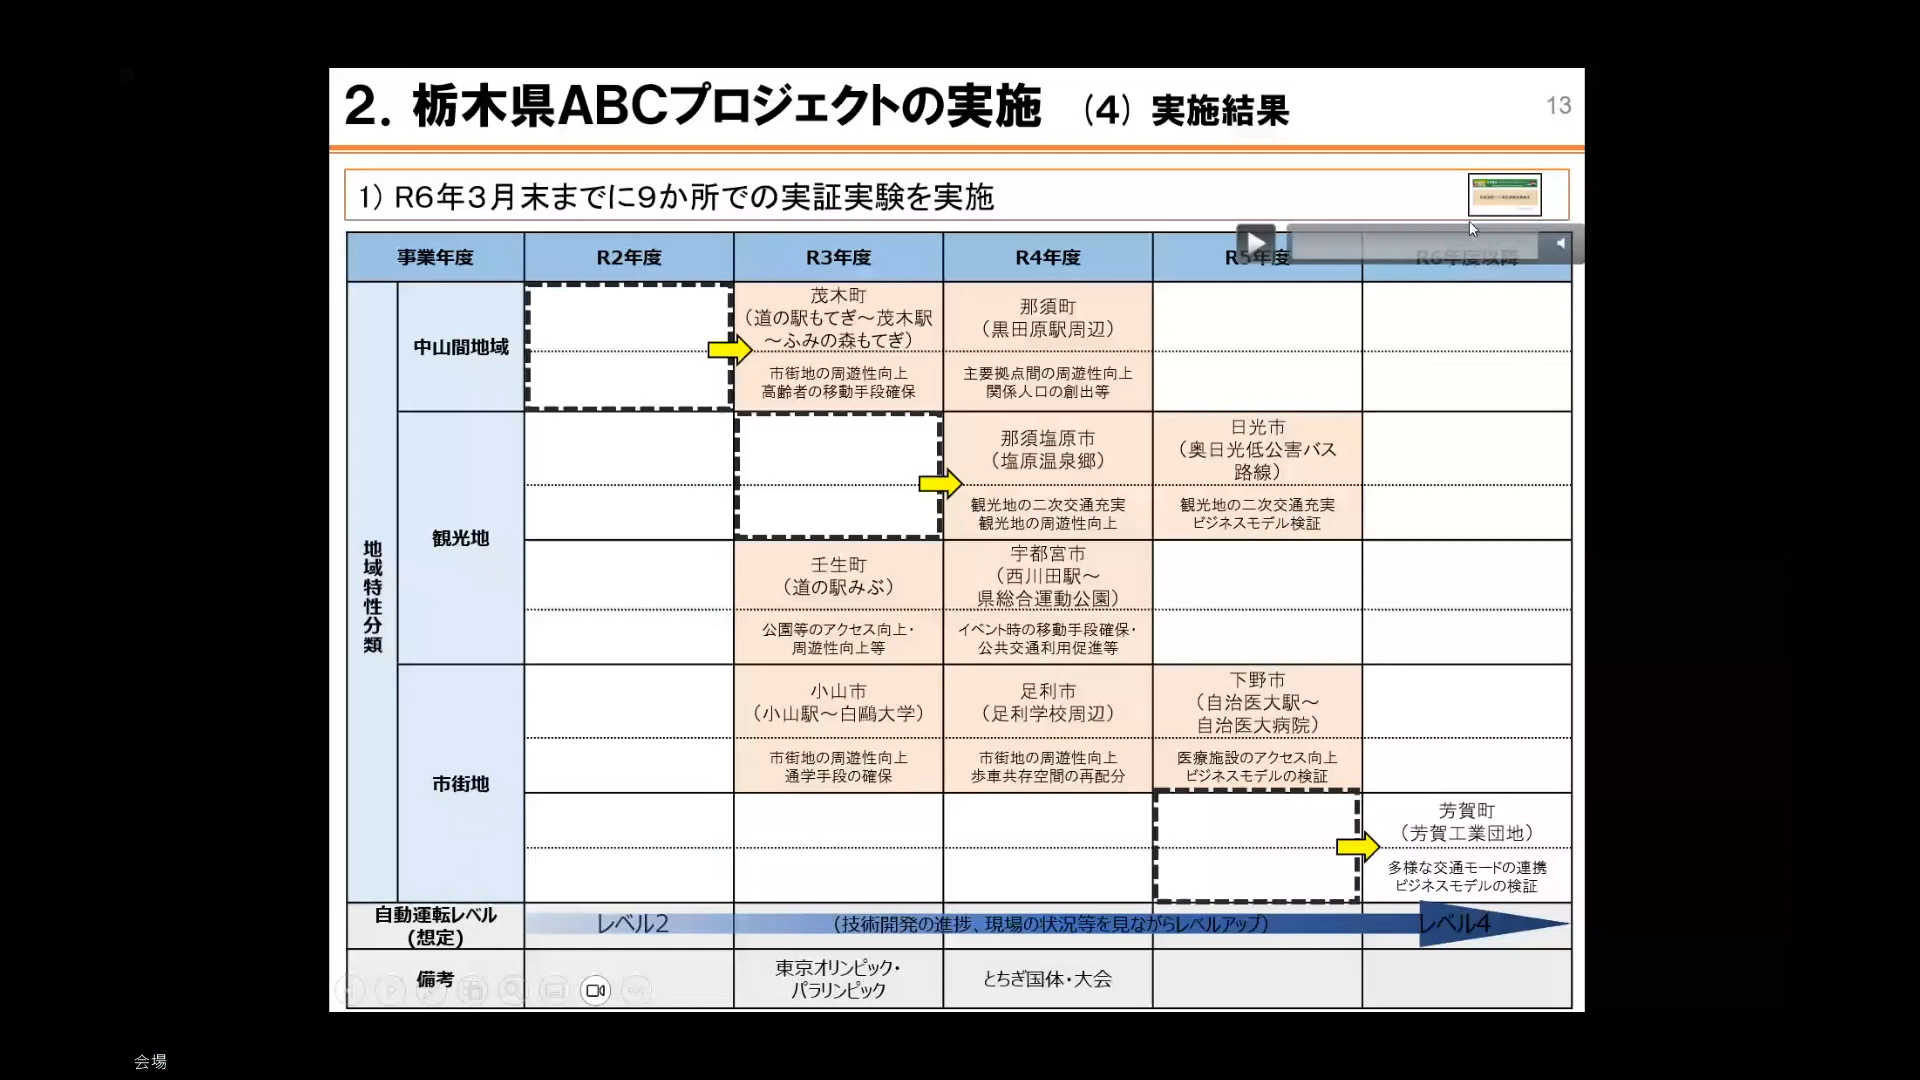 2. 栃木県ABCプロジェクトの実施 (4) 実施結果
13
1) R6年3月末までに9か所での実証実験を実施
事業年度
R2年度
R3年度
R4年度
R5年度
R6年度以降
地域特性分類
中山間地域
茂木町
(道の駅もてぎ～茂木駅
～ふみの森もてぎ)
市街地の周遊性向上
高齢者の移動手段確保
那須町
(黒田原駅周辺)
主要拠点間の周遊性向上
関係人口の創出等
観光地
那須塩原市
(塩原温泉郷)
観光地の二次交通充実
観光地の周遊性向上
日光市
(奥日光低公害バス
路線)
観光地の二次交通充実
ビジネスモデル検証
壬生町
(道の駅みぶ)
公園等のアクセス向上・
周遊性向上等
宇都宮市
(西川田駅～
県総合運動公園)
イベント時の移動手段確保・
公共交通利用促進等
市街地
小山市
(小山駅～白鷗大学)
市街地の周遊性向上
通学手段の確保
足利市
(足利学校周辺)
市街地の周遊性向上
歩車共存空間の再配分
下野市
(自治医大駅～
自治医大病院)
医療施設のアクセス向上
ビジネスモデルの検証
芳賀町
(芳賀工業団地)
多様な交通モードの連携
ビジネスモデルの検証
自動運転レベル
(想定)
レベル2
(技術開発の進捗、現場の状況等を見ながらレベルアップ)
レベル4
備考
東京オリンピック・
パラリンピック
とちぎ国体・大会
会場